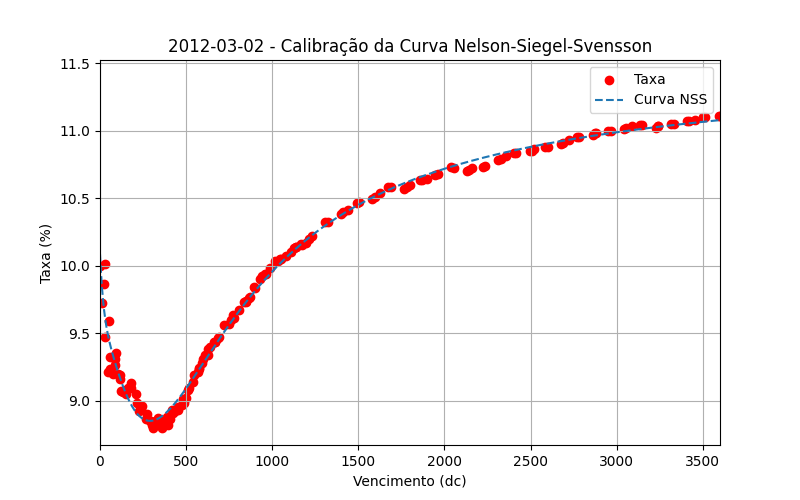 2012-03-02 - Calibração da Curva Nelson-Siegel-Svensson
Taxa
Curva NSS
Taxa (%)
11.5
11.0
10.5
10.0
9.5
9.0
0 500 1000 1500 2000 2500 3000 3500
Vencimento (dc)